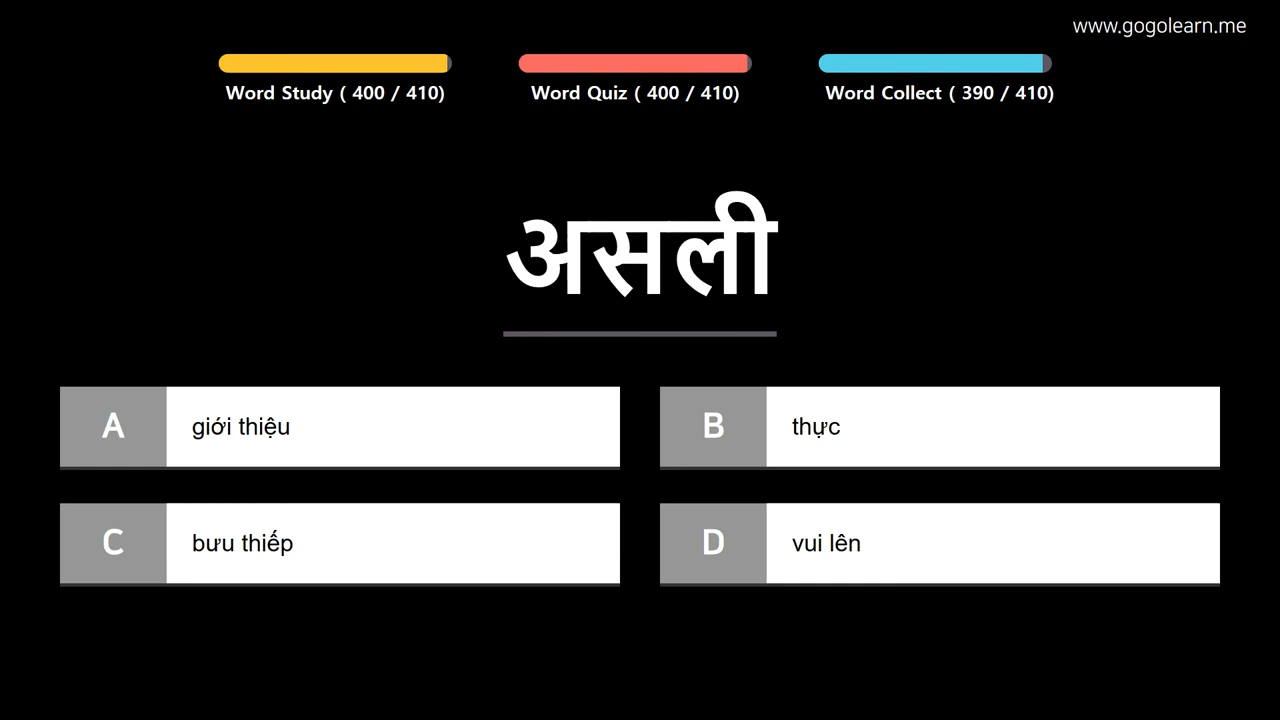 www.gogolearn.me
Word Study ( 400 / 410)
Word Quiz ( 400 / 410)
Word Collect ( 390 / 410)
असली
A giới thiệu
B thực
C bưu thiếp
D vui lên